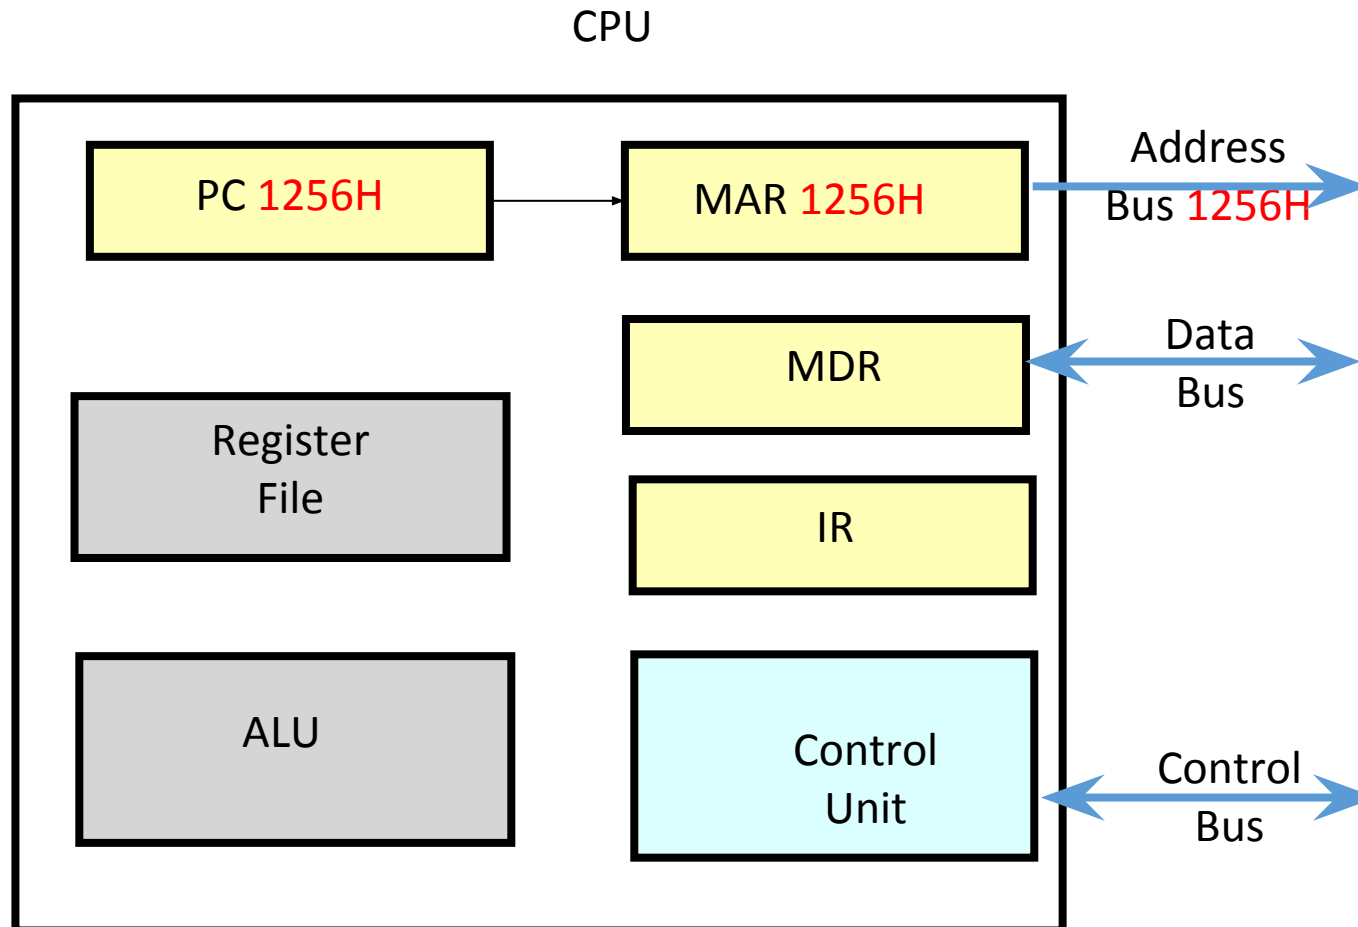 CPU
PC 1256H
MAR 1256H
Address
Bus 1256H
MDR
Data
Bus
Register
File
IR
ALU
Control
Unit
Control
Bus